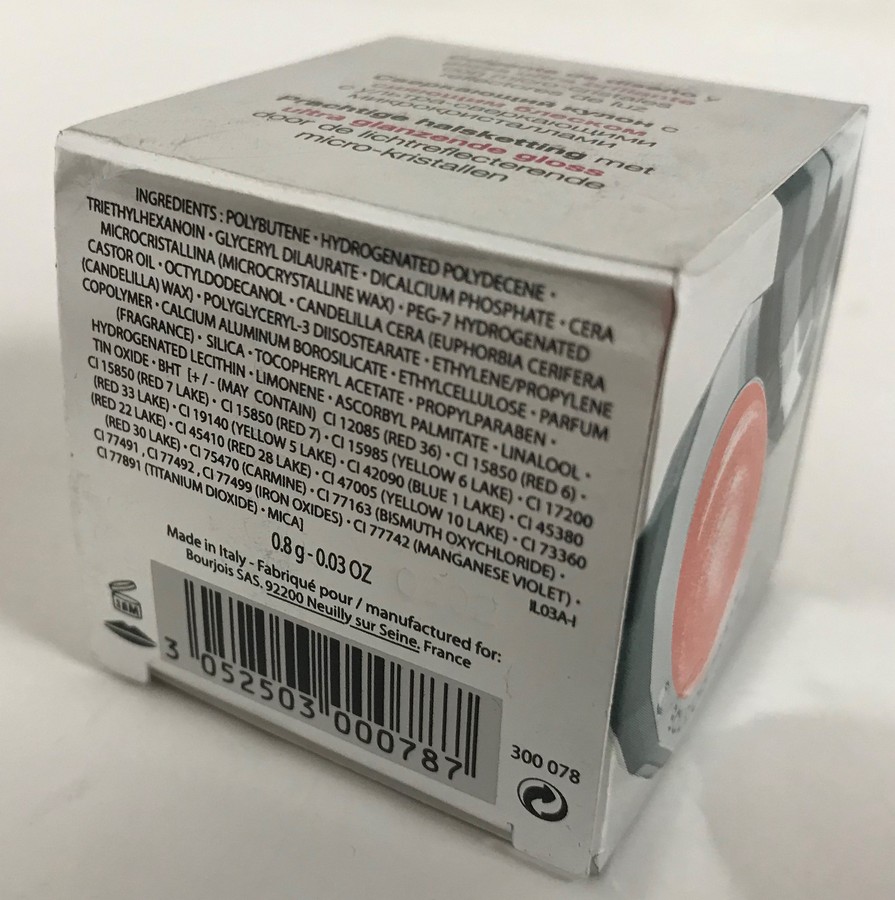 Сверкающий кулон с
ультра блеском
с микрокристаллами
Prachtige halsketting met
ultra glanzende gloss
door de lichtreflecterende
micro-kristallen
INGREDIENTS : POLYBUTENE · HYDROGENATED POLYDECENE ·
TRIETHYLHEXANOIN · GLYCERYL DILAURATE · DICALCIUM PHOSPHATE · CERA
MICROCRISTALLINA (MICROCRYSTALLINE WAX) · PEG-7 HYDROGENATED
CASTOR OIL · OCTYLDODECANOL · CANDELILLA CERA (EUPHORBIA CERIFERA
(CANDELILLA) WAX) · POLYGLYCERYL-3 DIISOSTEARATE · ETHYLENE/PROPYLENE
COPOLYMER · CALCIUM ALUMINUM BOROSILICATE · ETHYLCELLULOSE · PARFUM
(FRAGRANCE) · SILICA · TOCOPHERYL ACETATE · PROPYLPARABEN ·
HYDROGENATED LECITHIN · LIMONENE · ASCORBYL PALMITATE · LINALOOL ·
TIN OXIDE · BHT [+ / - (MAY CONTAIN) CI 12085 (RED 36) · CI 15850 (RED 6) ·
CI 15850 (RED 7 LAKE) · CI 15850 (RED 7) · CI 15985 (YELLOW 6 LAKE) · CI 17200
(RED 33 LAKE) · CI 19140 (YELLOW 5 LAKE) · CI 42090 (BLUE 1 LAKE) · CI 45380
(RED 22 LAKE) · CI 45410 (RED 28 LAKE) · CI 47005 (YELLOW 10 LAKE) · CI 73360
(RED 30 LAKE) · CI 75470 (CARMINE) · CI 77163 (BISMUTH OXYCHLORIDE) ·
CI 77491 , CI 77492 , CI 77499 (IRON OXIDES) · CI 77742 (MANGANESE VIOLET) ·
CI 77891 (TITANIUM DIOXIDE) · MICA]
IL03A-I
0.8 g - 0.03 OZ
Made in Italy - Fabriqué pour / manufactured for:
Bourjois SAS, 92200 Neuilly sur Seine. France
18M
3 052503 000787
300 078